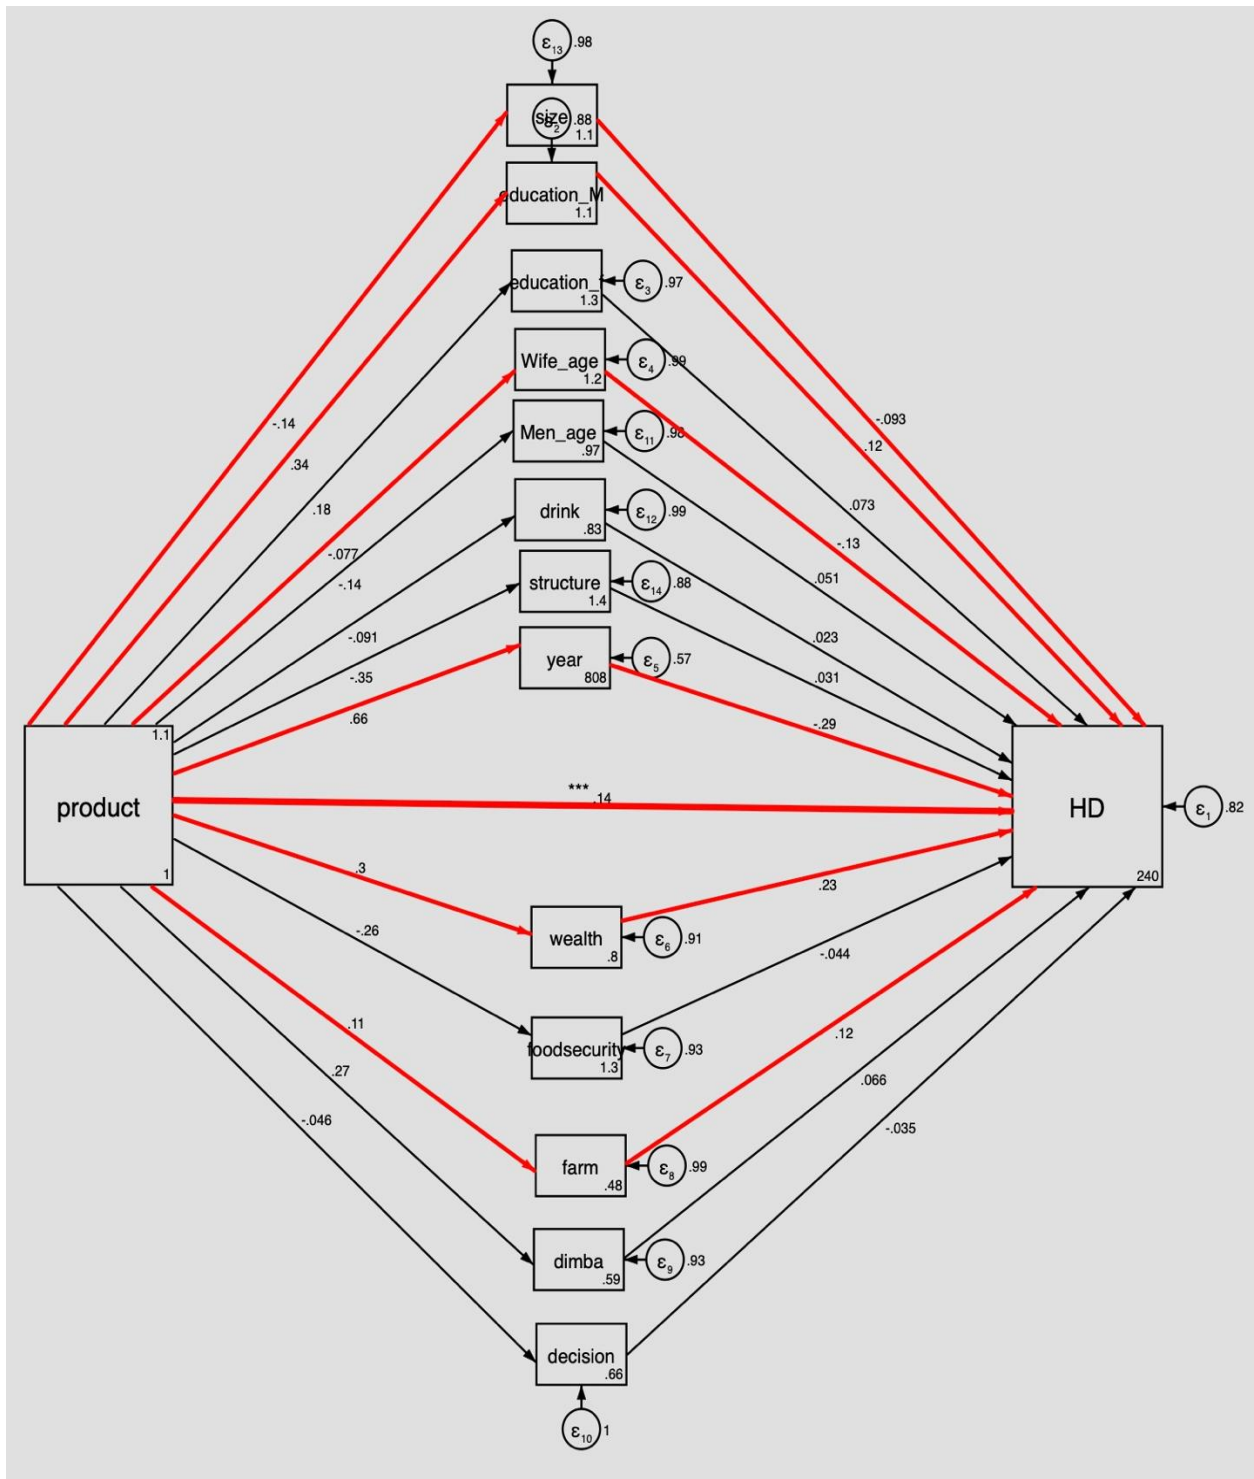 ε13 .98
size .88
1.1
education_M
1.1
education_
1.3
ε3 .97
Wife_age
1.2
ε4 .99
-.14
-.093
.34
.12
Men_age
.97
ε11 .98
.18
.073
drink
.83
ε12 .99
-.077
-.13
-.14
.051
structure
1.4
ε14 .88
-.091
.023
-.35
.031
year
808
ε5 .57
.66
-.29
1.1
product
1
***
.14
HD
240
ε1 .82
.3
.23
wealth
.8
ε6 .91
-.26
-.044
foodsecurity
1.3
ε7 .93
.11
.12
.27
.066
-.046
-.035
farm
.48
ε8 .99
dimba
.59
ε9 .93
decision
.66
ε10 1